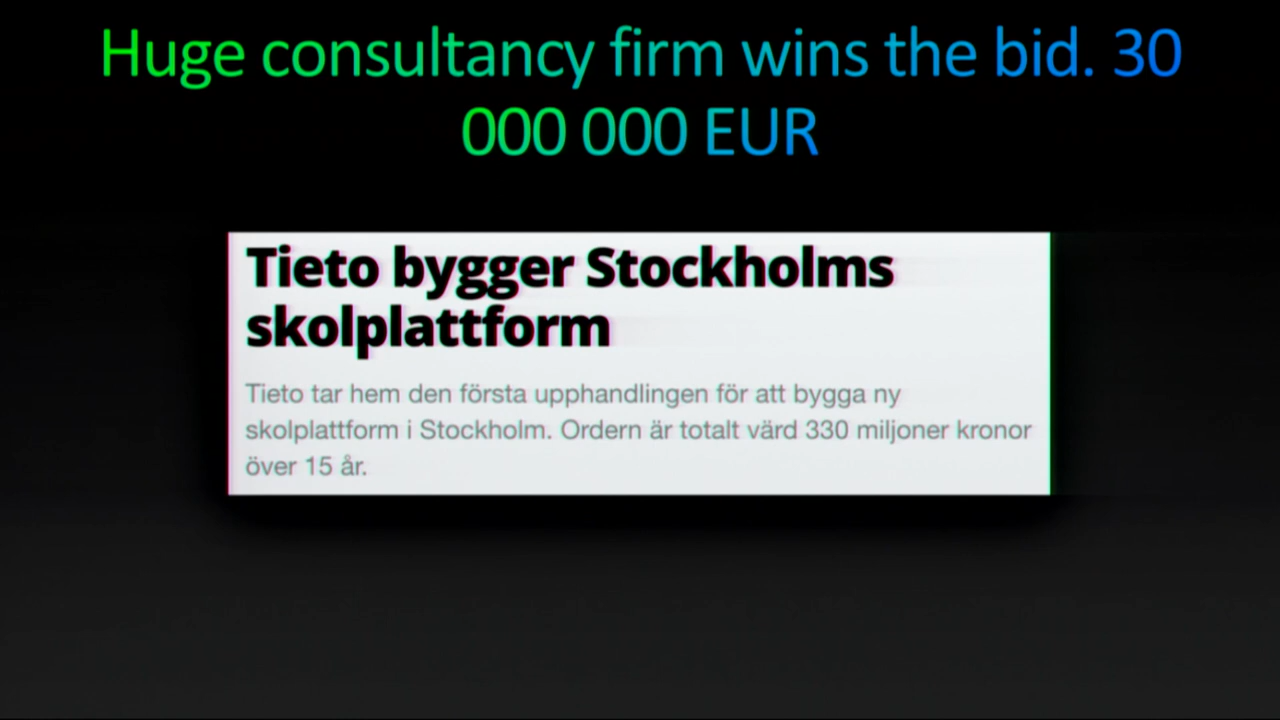 Huge consultancy firm wins the bid. 30
000 000 EUR
Tieto bygger Stockholms
skolplattform
Tieto tar hem den första upphandlingen för att bygga ny
skolplattform i Stockholm. Ordern är totalt värd 330 miljoner kronor
över 15 år.